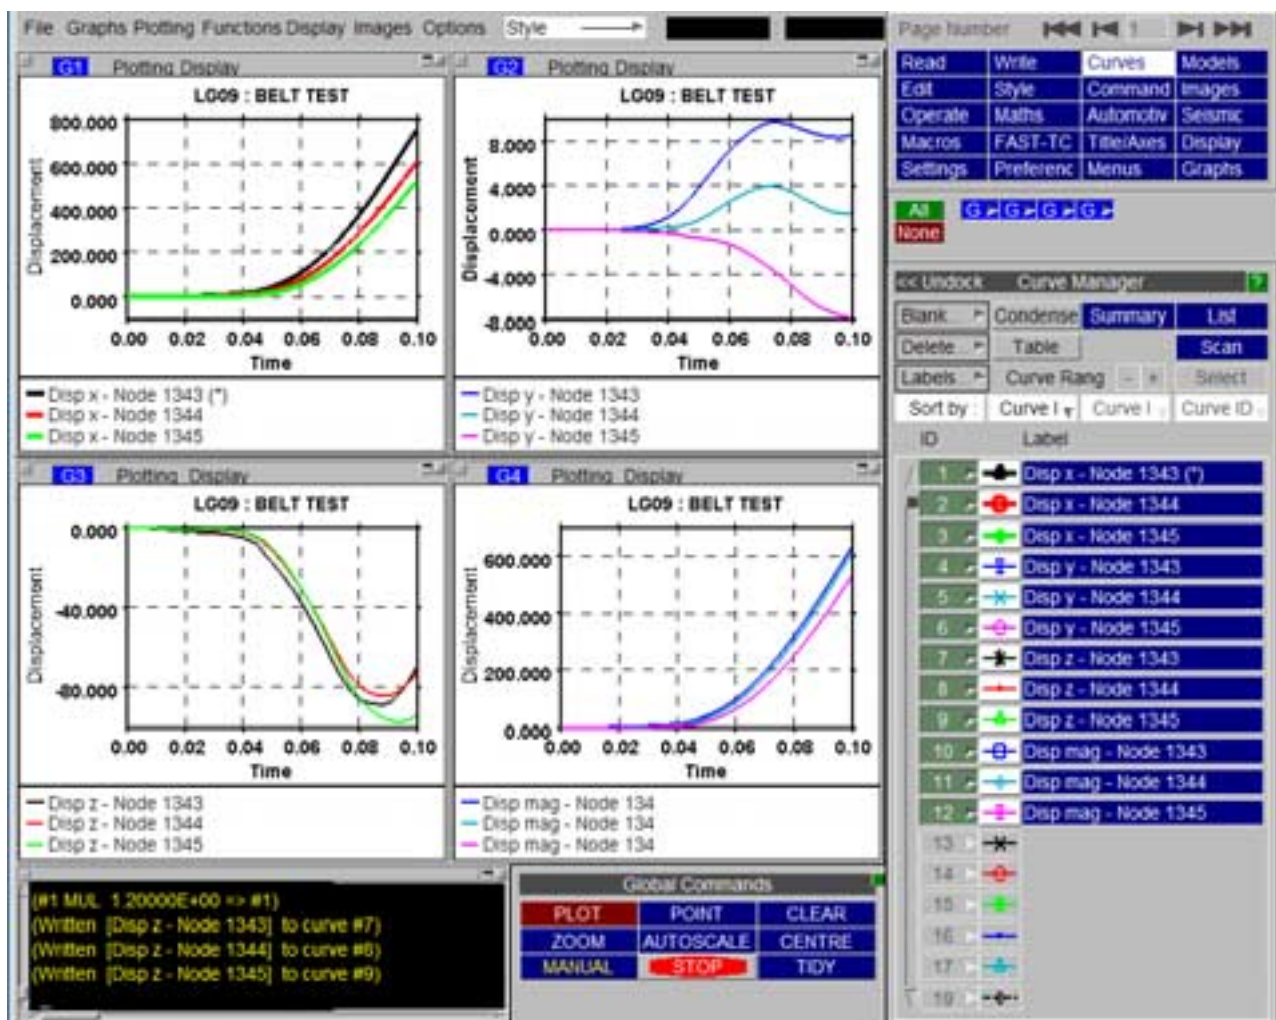 File Graphs Plotting Functions Display Images Options Style
G1 Plotting Display
LG09 : BELT TEST
800.000
600.000
400.000
200.000
0.000
Displacement
0.00 0.02 0.04 0.06 0.08 0.10
Time
Disp x - Node 1343 (*)
Disp x - Node 1344
Disp x - Node 1345
G2 Plotting Display
LG09 : BELT TEST
8.000
4.000
0.000
-4.000
-8.000
Displacement
0.00 0.02 0.04 0.06 0.08 0.10
Time
Disp y - Node 1343
Disp y - Node 1344
Disp y - Node 1345
G3 Plotting Display
LG09 : BELT TEST
0.000
-40.000
-80.000
Displacement
0.00 0.02 0.04 0.06 0.08 0.10
Time
Disp z - Node 1343
Disp z - Node 1344
Disp z - Node 1345
G4 Plotting Display
LG09 : BELT TEST
600.000
400.000
200.000
0.000
Displacement
0.00 0.02 0.04 0.06 0.08 0.10
Time
Disp mag - Node 134
Disp mag - Node 134
Disp mag - Node 134
(#1 MUL 1.20000E+00 => #1)
(Written [Disp z - Node 1343] to curve #7)
(Written [Disp z - Node 1344] to curve #8)
(Written [Disp z - Node 1345] to curve #9)
Global Commands
PLOT POINT CLEAR
ZOOM AUTOSCALE CENTRE
MANUAL STOP TIDY
Page Number 1
Read Write Curves Models
Edit Style Command Images
Operate Maths Automotiv Seismic
Macros FAST-TC Title/Axes Display
Settings Preferenc Menus Graphs
All G G G G
None
<< Undock Curve Manager ?
Blank Condense Summary List
Delete Table Scan
Labels Curve Rang - + Select
Sort by : Curve I Curve I Curve ID
ID Label
1 Disp x - Node 1343 (*)
2 Disp x - Node 1344
3 Disp x - Node 1345
4 Disp y - Node 1343
5 Disp y - Node 1344
6 Disp y - Node 1345
7 Disp z - Node 1343
8 Disp z - Node 1344
9 Disp z - Node 1345
10 Disp mag - Node 1343
11 Disp mag - Node 1344
12 Disp mag - Node 1345
13
14
15
16
17